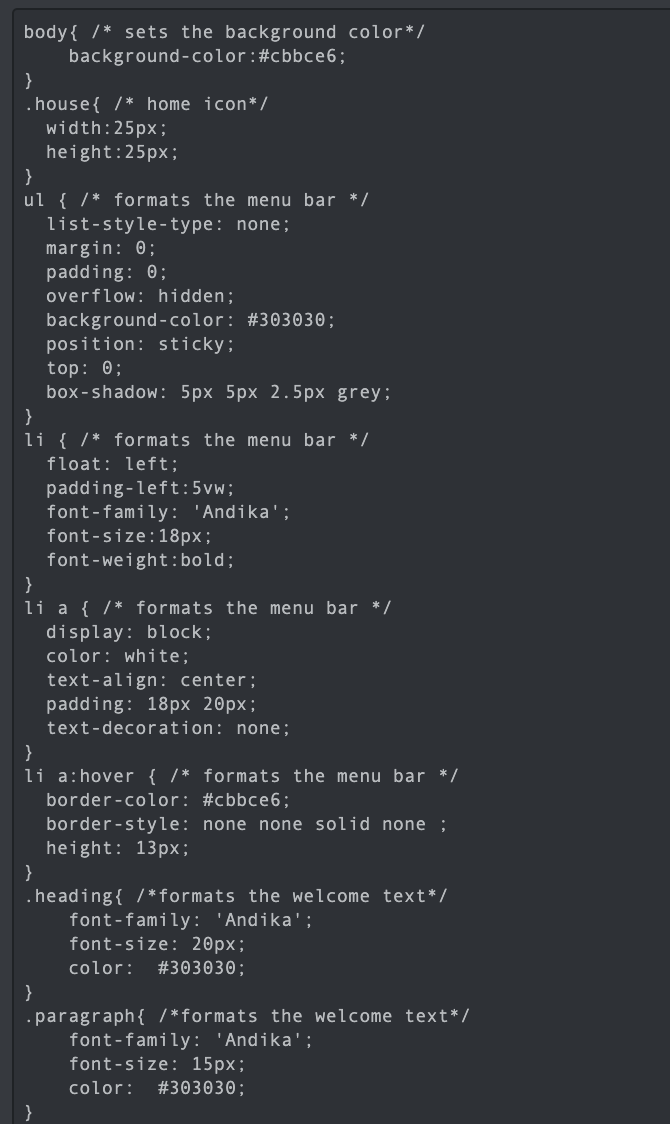 body{ /* sets the background color*/
    background-color:#cbbce6;
}
.house{ /* home icon*/
  width:25px;
  height:25px;
}
ul { /* formats the menu bar */
  list-style-type: none;
  margin: 0;
  padding: 0;
  overflow: hidden;
  background-color: #303030;
  position: sticky;
  top: 0;
  box-shadow: 5px 5px 2.5px grey;
}
li { /* formats the menu bar */
  float: left;
  padding-left:5vw;
  font-family: 'Andika';
  font-size:18px;
  font-weight:bold;
}
li a { /* formats the menu bar */
  display: block;
  color: white;
  text-align: center;
  padding: 18px 20px;
  text-decoration: none;
}
li a:hover { /* formats the menu bar */
  border-color: #cbbce6;
  border-style: none none solid none ;
  height: 13px;
}
.heading{ /*formats the welcome text*/
    font-family: 'Andika';
    font-size: 20px;
    color:  #303030;
}
.paragraph{ /*formats the welcome text*/
    font-family: 'Andika';
    font-size: 15px;
    color:  #303030;
}